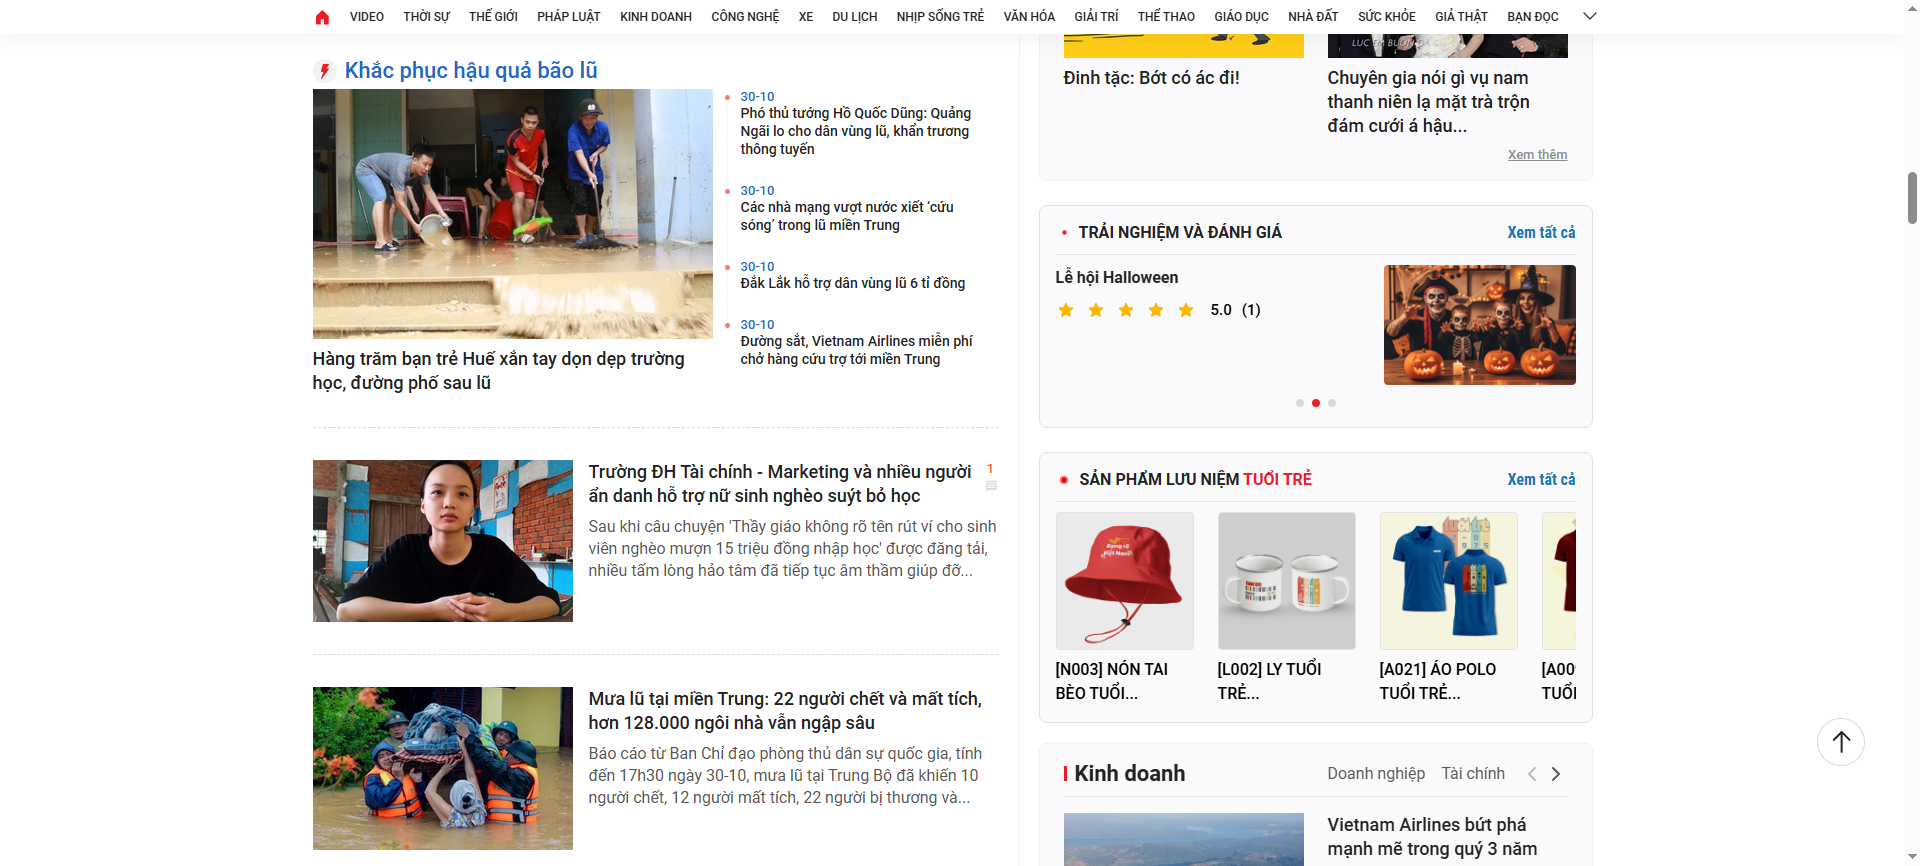 VIDEO THỜI SỰ THẾ GIỚI PHÁP LUẬT KINH DOANH CÔNG NGHỆ XE DU LỊCH NHỊP SỐNG TRẺ VĂN HÓA GIẢI TRÍ THỂ THAO GIÁO DỤC NHÀ ĐẤT SỨC KHỎE GIẢ THẬT BẠN ĐỌC
Khắc phục hậu quả bão lũ
30-10
Phó thủ tướng Hồ Quốc Dũng: Quảng
Ngãi lo cho dân vùng lũ, khẩn trương
thông tuyến
30-10
Các nhà mạng vượt nước xiết ‘cứu
sóng’ trong lũ miền Trung
30-10
Đắk Lắk hỗ trợ dân vùng lũ 6 tỉ đồng
30-10
Đường sắt, Vietnam Airlines miễn phí
chở hàng cứu trợ tới miền Trung
Hàng trăm bạn trẻ Huế xắn tay dọn dẹp trường
học, đường phố sau lũ
Trường ĐH Tài chính - Marketing và nhiều người
ẩn danh hỗ trợ nữ sinh nghèo suýt bỏ học
1
Sau khi câu chuyện 'Thầy giáo không rõ tên rút ví cho sinh
viên nghèo mượn 15 triệu đồng nhập học' được đăng tải,
nhiều tấm lòng hảo tâm đã tiếp tục âm thầm giúp đỡ...
Mưa lũ tại miền Trung: 22 người chết và mất tích,
hơn 128.000 ngôi nhà vẫn ngập sâu
Báo cáo từ Ban Chỉ đạo phòng thủ dân sự quốc gia, tính
đến 17h30 ngày 30-10, mưa lũ tại Trung Bộ đã khiến 10
người chết, 12 người mất tích, 22 người bị thương và...
Đinh tặc: Bớt có ác đi!
Chuyên gia nói gì vụ nam
thanh niên lạ mặt trà trộn
đám cưới á hậu...
Xem thêm
TRẢI NGHIỆM VÀ ĐÁNH GIÁ
Xem tất cả
Lễ hội Halloween
5.0 (1)
SẢN PHẨM LƯU NIỆM TUỔI TRẺ
Xem tất cả
[N003] NÓN TAI
BÈO TUỔI...
[L002] LY TUỔI
TRẺ...
[A021] ÁO POLO
TUỔI TRẺ...
[A00
TUỔI
Kinh doanh
Doanh nghiệp Tài chính
Vietnam Airlines bứt phá
mạnh mẽ trong quý 3 năm